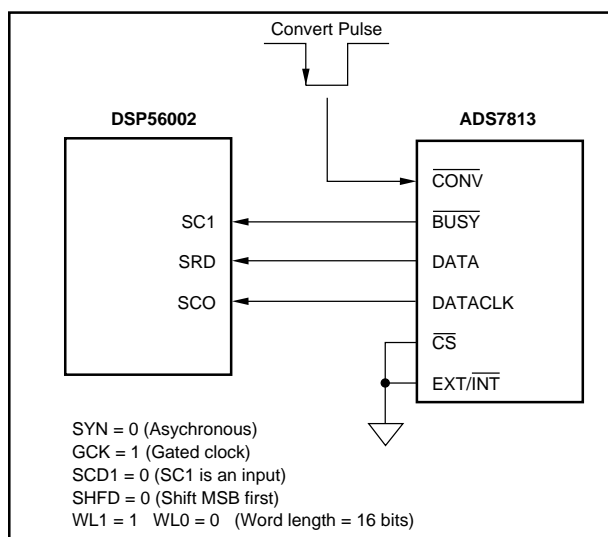 Convert Pulse
DSP56002
ADS7813
CONV
SC1
BUSY
SRD
DATA
SCO
DATACLK
CS
EXT/INT
SYN = 0 (Asychronous)
GCK = 1 (Gated clock)
SCD1 = 0 (SC1 is an input)
SHFD = 0 (Shift MSB first)
WL1 = 1 WL0 = 0 (Word length = 16 bits)